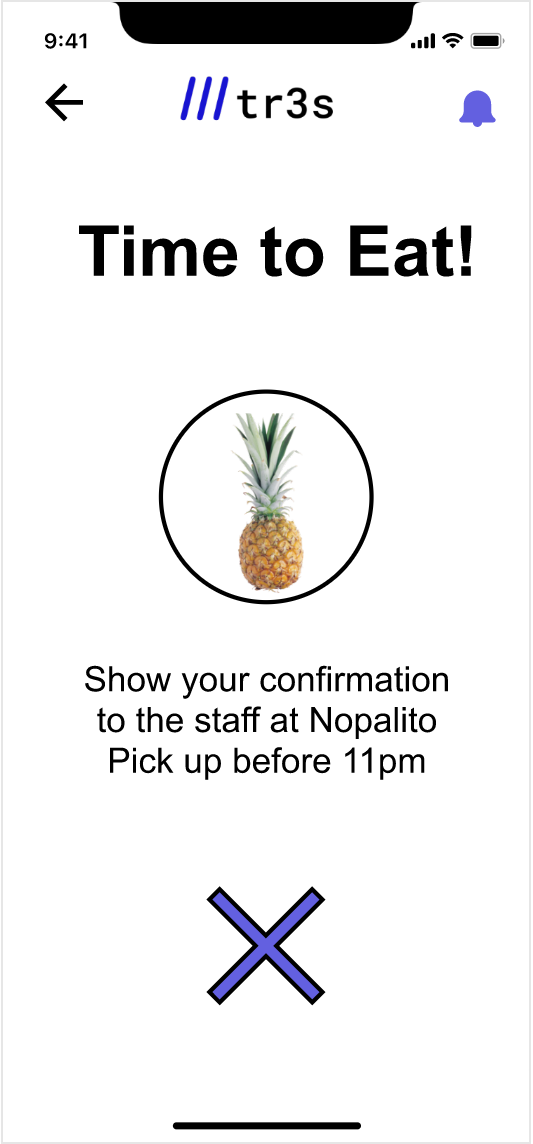 9:41
tr3s
Time to Eat!
Show your confirmation
to the staff at Nopalito
Pick up before 11pm